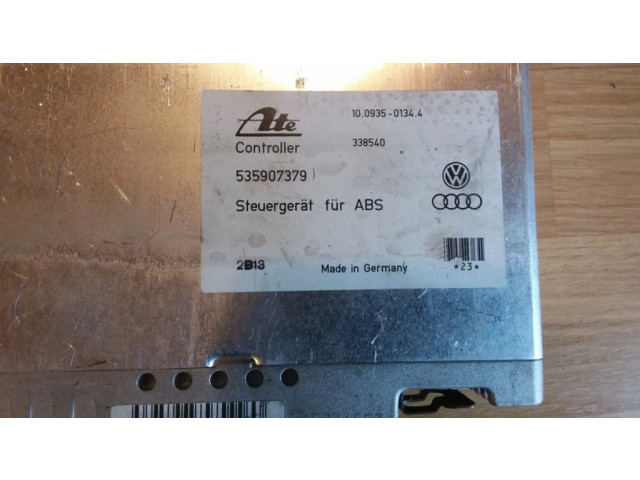 Ate
10.0935-0134.4
Controller
338540
535907379
Steuergerät für ABS
2B13
Made in Germany
*23*